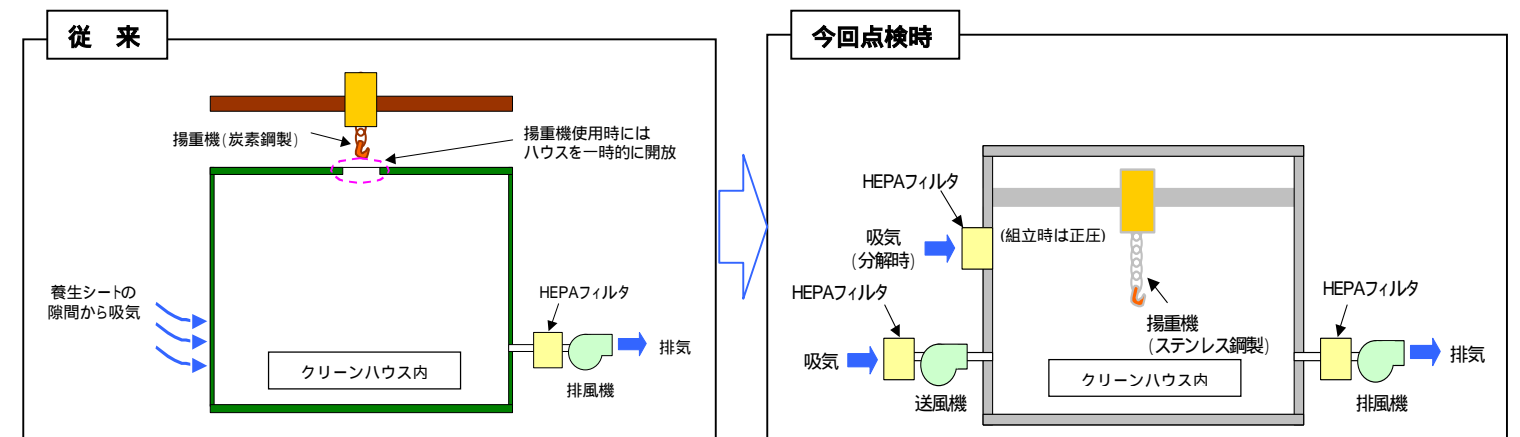 従 来
揚重機(炭素鋼製)
揚重機使用時には
ハウスを一時的に開放
養生シートの
隙間から吸気
HEPAフィルタ
排気
排風機
クリーンハウス内
今回点検時
HEPAフィルタ
(組立時は正圧)
吸気
(分解時)
HEPAフィルタ
吸気
送風機
揚重機
(ステンレス鋼製)
クリーンハウス内
HEPAフィルタ
排気
排風機